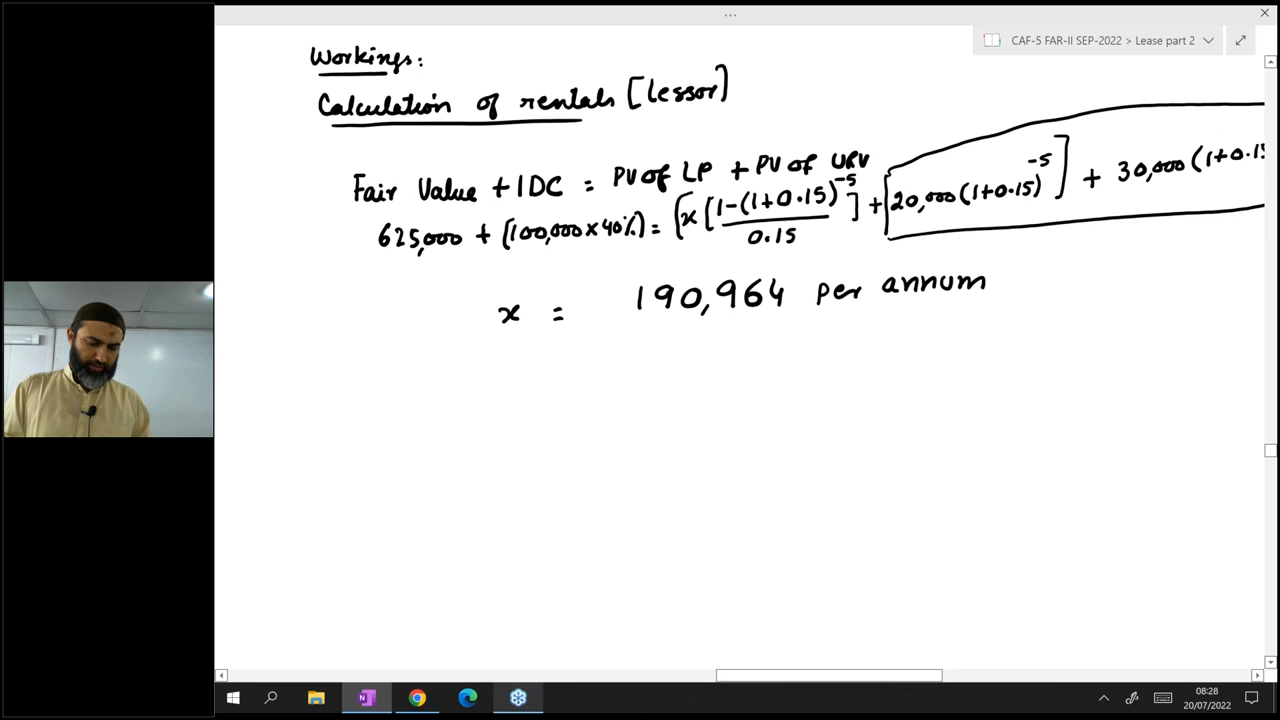 CAF-5 FAR-II SEP-2022 > Lease part 2
Workings:
Calculation of rentals [Lessor]
Fair Value + IDC = PV of LP + PV of URV
625,000 + (100,000 x 40%) = (x [1-(1+0.15)^-5 / 0.15] + [20,000(1+0.15)^-5] + 30,000(1+0.15
x = 190,964 per annum
08:28
20/07/2022